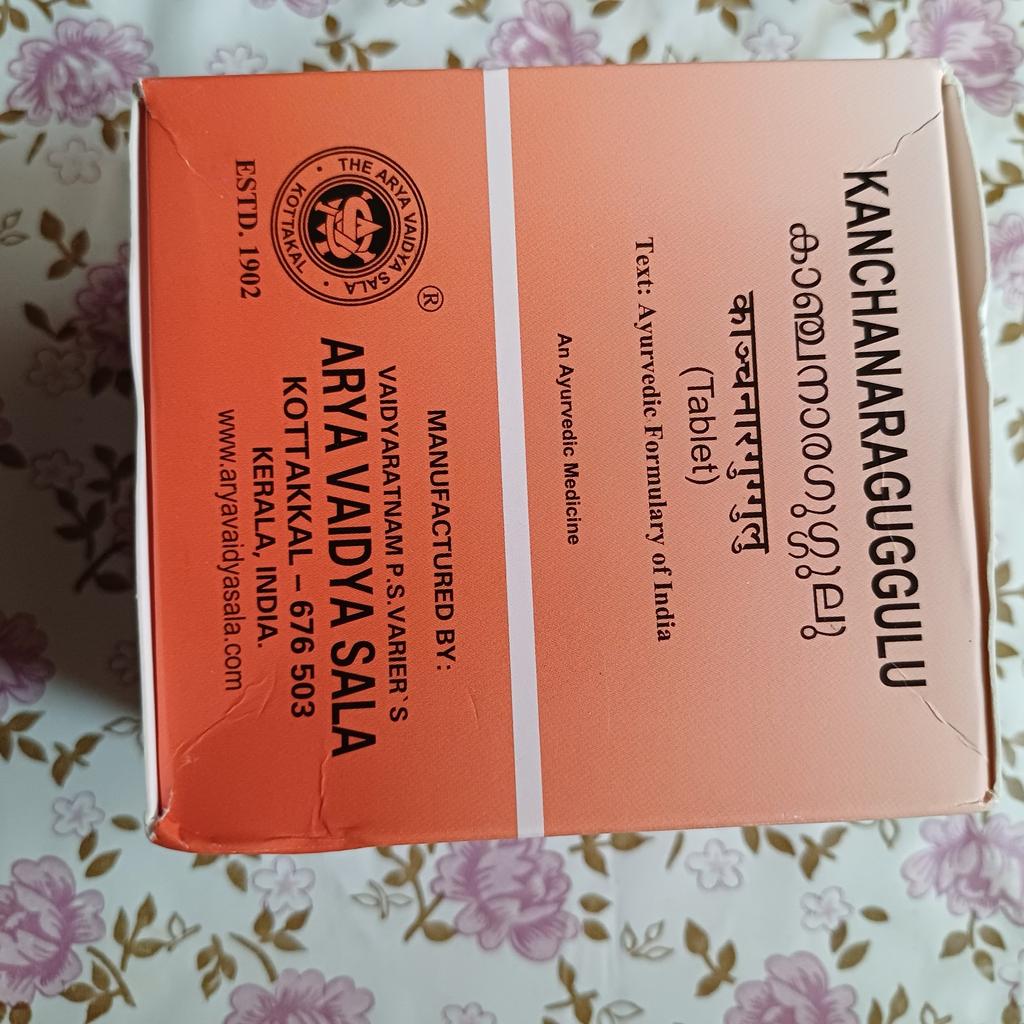 KANCHANARAGUGGULU
കാഞ്ചനാരഗുഗ്ഗുലു
काञ्चनारगुग्गुलु
(Tablet)
Text: Ayurvedic Formulary of India
An Ayurvedic Medicine
®
THE ARYA VAIDYA SALA
KOTTAKAL
ESTD. 1902
MANUFACTURED BY:
VAIDYARATNAM P.S.VARIER`S
ARYA VAIDYA SALA
KOTTAKKAL – 676 503
KERALA, INDIA.
www.aryavaidyasala.com